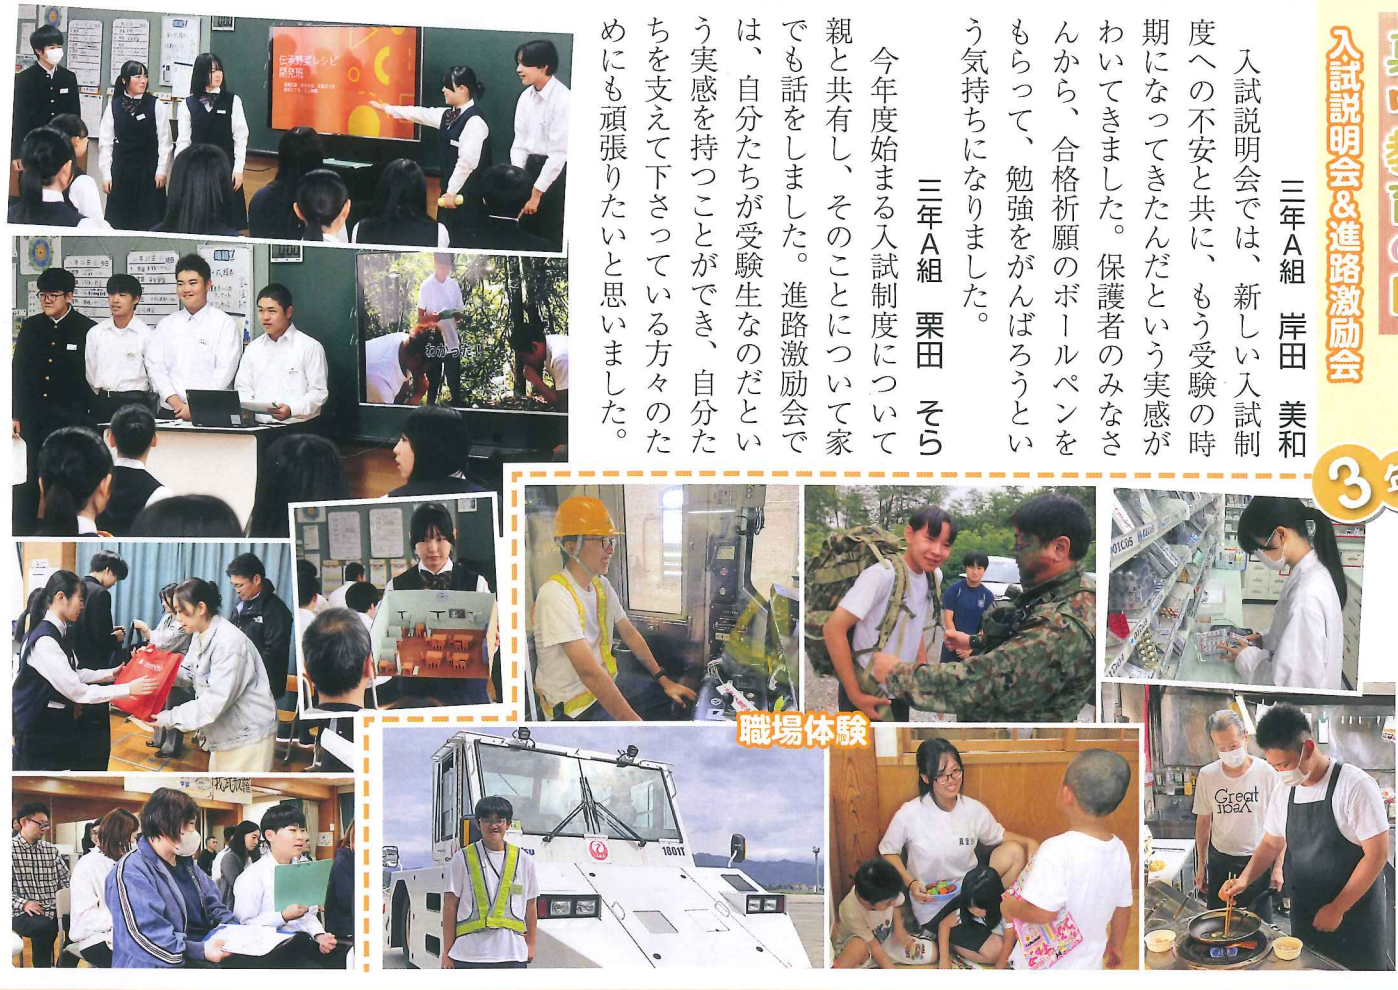 入試説明会&進路激励会
三年A組　岸田　美和
入試説明会では、新しい入試制
度への不安と共に、もう受験の時
期になってきたんだという実感が
わいてきました。保護者のみなさ
んから、合格祈願のボールペンを
もらって、勉強をがんばろうとい
う気持ちになりました。
三年A組　栗田　そら
今年度始まる入試制度について
親と共有し、そのことについて家
でも話をしました。進路激励会で
は、自分たちが受験生なのだとい
う実感を持つことができ、自分た
ちを支えて下さっている方々のた
めにも頑張りたいと思いました。
3年
伝承野菜レシピ
開発班
わかった!
職場体験
1801T
Great